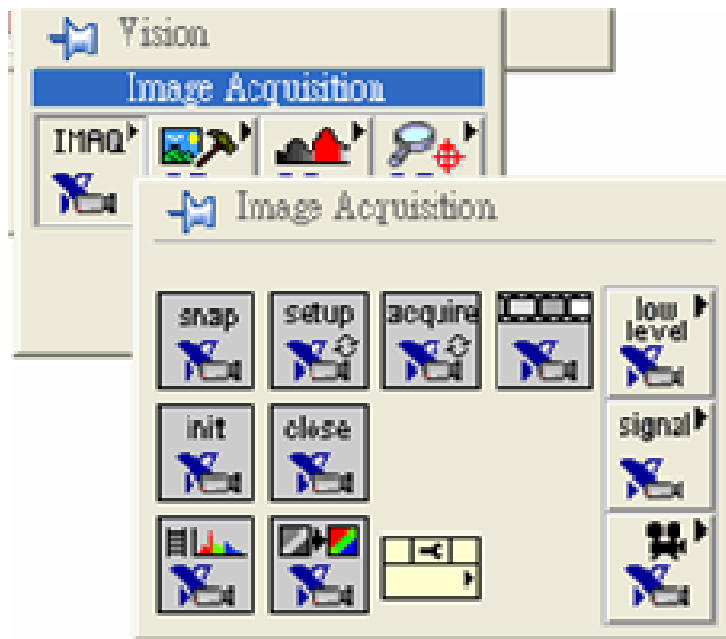 Vision
Image Acquisition
IMAQ
Image Acquisition
snap setup acquire low level
init close signal